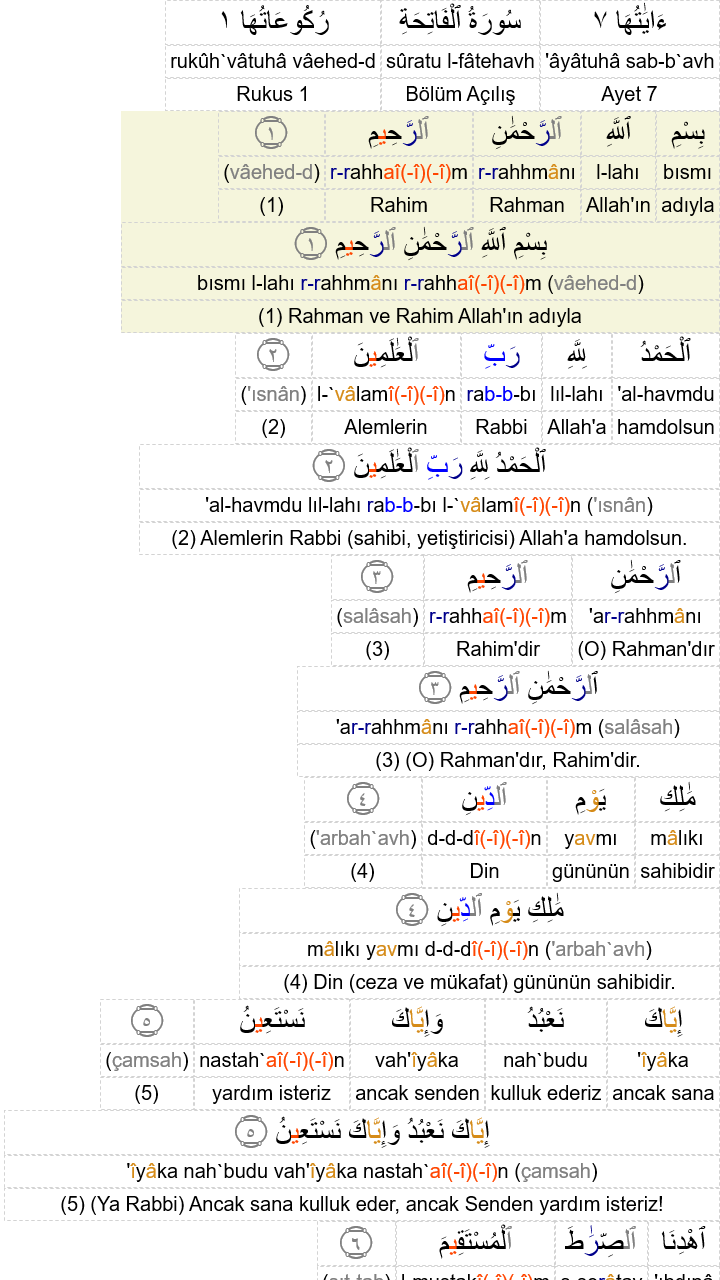 ءَايَٰتُهَا ٧ سُورَةُ ٱلْفَاتِحَةِ رُكُوعَاتُهَا ١
'âyâtuhâ sab-b`avh sûratu l-fâtehavh rukûh`vâtuhâ vâehed-d
Ayet 7 Bölüm Açılış Rukus 1
بِسْمِ ٱللَّهِ ٱلرَّحْمَٰنِ ٱلرَّحِيمِ ١
bısmı l-lahı r-rahhmânı r-rahhaî(-î)(-î)m (vâehed-d)
adıyla Allah'ın Rahman Rahim (1)
بِسْمِ ٱللَّهِ ٱلرَّحْمَٰنِ ٱلرَّحِيمِ ١
bısmı l-lahı r-rahhmânı r-rahhaî(-î)(-î)m (vâehed-d)
(1) Rahman ve Rahim Allah'ın adıyla
ٱلْحَمْدُ لِلَّهِ رَبِّ ٱلْعَٰلَمِينَ ٢
'al-havmdu lıl-lahı rab-b-bı l-`vâlamî(-î)(-î)n ('ısnân)
hamdolsun Allah'a Rabbi Alemlerin (2)
ٱلْحَمْدُ لِلَّهِ رَبِّ ٱلْعَٰلَمِينَ ٢
'al-havmdu lıl-lahı rab-b-bı l-`vâlamî(-î)(-î)n ('ısnân)
(2) Alemlerin Rabbi (sahibi, yetiştiricisi) Allah'a hamdolsun.
ٱلرَّحْمَٰنِ ٱلرَّحِيمِ ٣
'ar-rahhmânı r-rahhaî(-î)(-î)m (salâsah)
(O) Rahman'dır Rahim'dir (3)
ٱلرَّحْمَٰنِ ٱلرَّحِيمِ ٣
'ar-rahhmânı r-rahhaî(-î)(-î)m (salâsah)
(3) (O) Rahman'dır, Rahim'dir.
مَٰلِكِ يَوْمِ ٱلدِّينِ ٤
mâlıkı yavmı d-d-dî(-î)(-î)n ('arbah`avh)
sahibidir gününün Din (4)
مَٰلِكِ يَوْمِ ٱلدِّينِ ٤
mâlıkı yavmı d-d-dî(-î)(-î)n ('arbah`avh)
(4) Din (ceza ve mükafat) gününün sahibidir.
إِيَّاكَ نَعْبُدُ وَإِيَّاكَ نَسْتَعِينُ ٥
'îyâka nah`budu vah'îyâka nastah`aî(-î)(-î)n (çamsah)
ancak sana kulluk ederiz ancak senden yardım isteriz (5)
إِيَّاكَ نَعْبُدُ وَإِيَّاكَ نَسْتَعِينُ ٥
'îyâka nah`budu vah'îyâka nastah`aî(-î)(-î)n (çamsah)
(5) (Ya Rabbi) Ancak sana kulluk eder, ancak Senden yardım isteriz!
ٱهْدِنَا ٱلصِّرَٰطَ ٱلْمُسْتَقِيمَ ٦